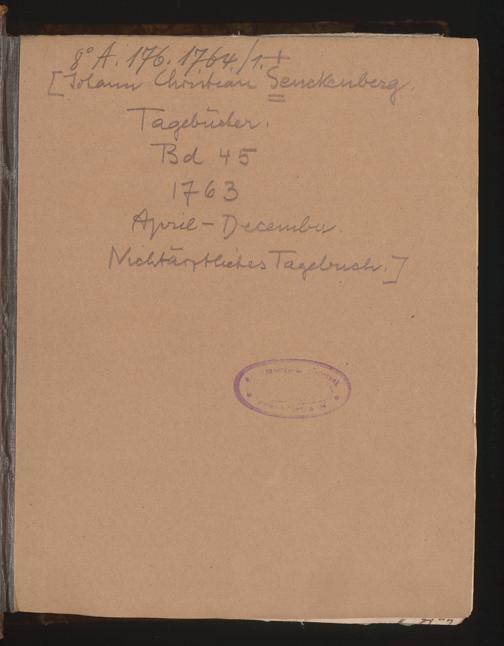 8° A. 176. 1764/1.+
[Johann Christian Senckenberg.
Tagebücher.
Bd 45
1763
April – December.
Nichtärztliches Tagebuch.]